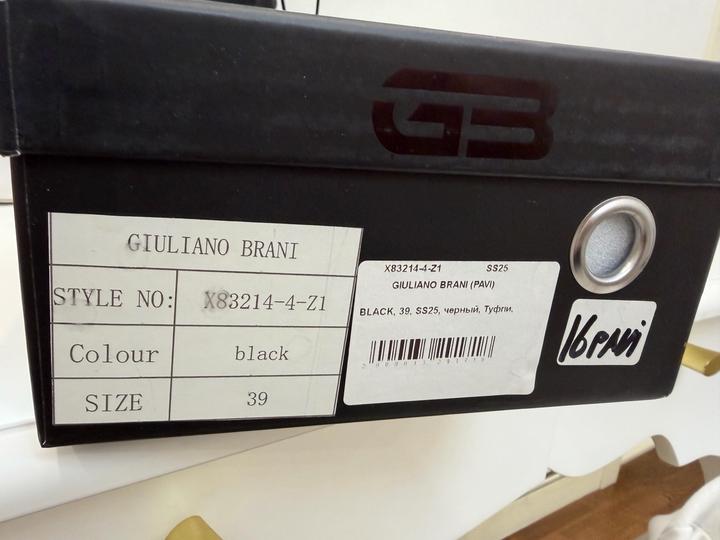 GB
GIULIANO BRANI
STYLE NO: X83214-4-Z1
Colour black
SIZE 39
X83214-4-Z1 SS25
GIULIANO BRANI (PAVI)
BLACK, 39, SS25, черный, Туфли,
16PAVI